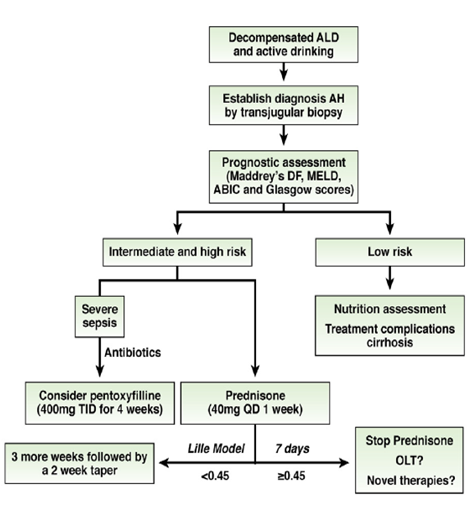 Decompensated ALD
and active drinking
Establish diagnosis AH
by transjugular biopsy
Prognostic assessment
(Maddrey's DF, MELD,
ABIC and Glasgow scores)
Intermediate and high risk
Low risk
Severe
sepsis
Nutrition assessment
Treatment complications
cirrhosis
Antibiotics
Consider pentoxyfilline
(400mg TID for 4 weeks)
Prednisone
(40mg QD 1 week)
3 more weeks followed by
a 2 week taper
Lille Model 7 days
<0.45 ≥0.45
Stop Prednisone
OLT?
Novel therapies?